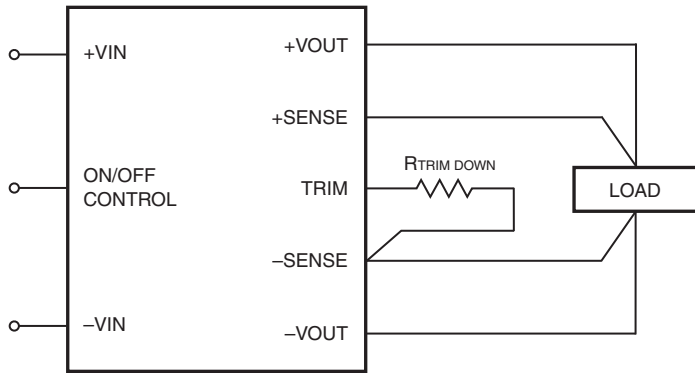 +VIN
ON/OFF
CONTROL
–VIN
+VOUT
+SENSE
TRIM
–SENSE
–VOUT
RTRIM DOWN
LOAD